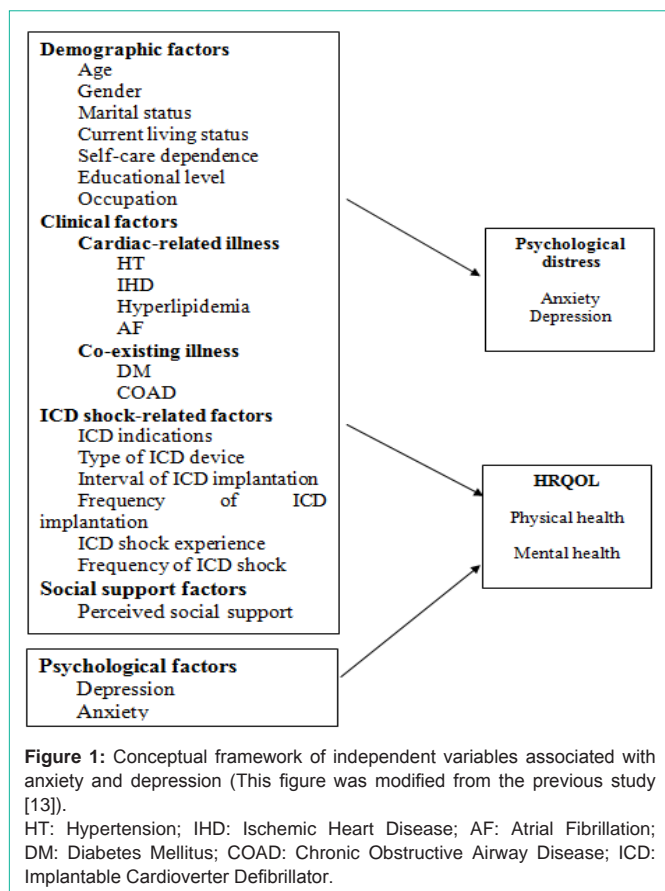 Demographic factors
Age
Gender
Marital status
Current living status
Self-care dependence
Educational level
Occupation
Clinical factors
Cardiac-related illness
HT
IHD
Hyperlipidemia
AF
Co-existing illness
DM
COAD
ICD shock-related factors
ICD indications
Type of ICD device
Interval of ICD implantation
Frequency of ICD
implantation
ICD shock experience
Frequency of ICD shock
Social support factors
Perceived social support
Psychological factors
Depression
Anxiety
Psychological
distress
Anxiety
Depression
HRQOL
Physical health
Mental health
Figure 1: Conceptual framework of independent variables associated with
anxiety and depression (This figure was modified from the previous study
[13]).
HT: Hypertension; IHD: Ischemic Heart Disease; AF: Atrial Fibrillation;
DM: Diabetes Mellitus; COAD: Chronic Obstructive Airway Disease; ICD:
Implantable Cardioverter Defibrillator.